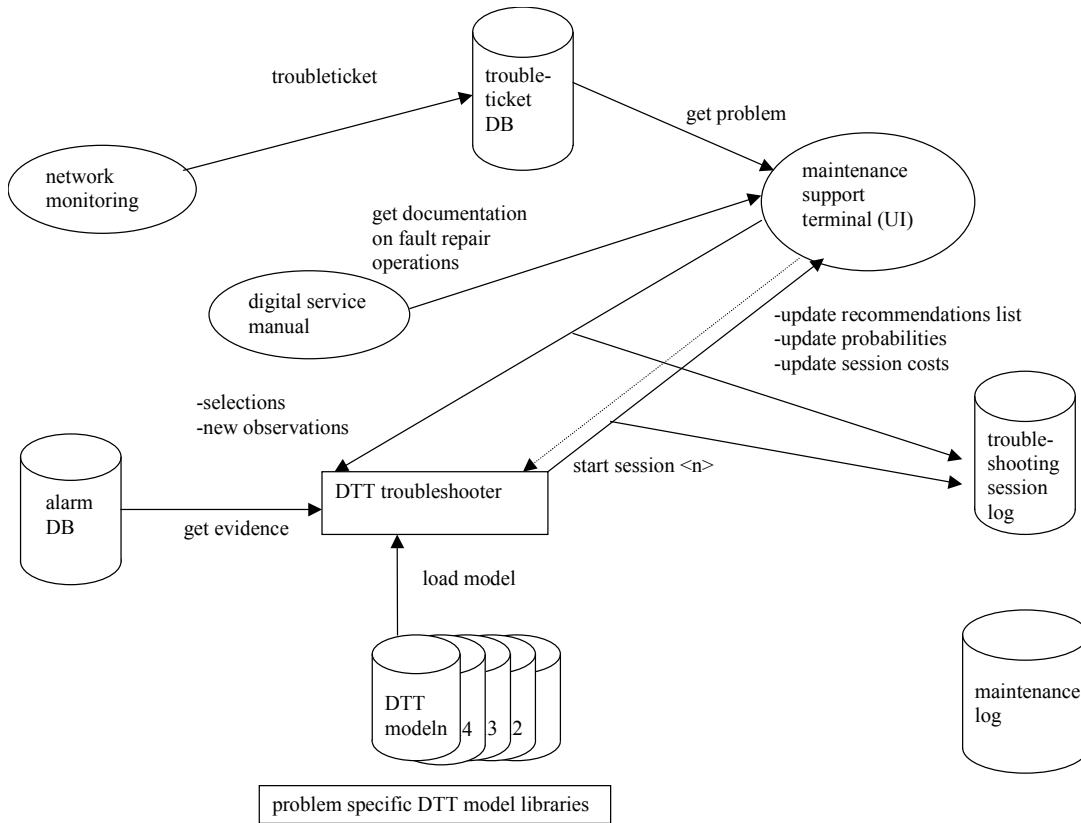 troubleticket
trouble-
ticket
DB
get problem
network
monitoring
maintenance
support
terminal (UI)
get documentation
on fault repair
operations
digital service
manual
-update recommendations list
-update probabilities
-update session costs
-selections
-new observations
start session <n>
trouble-
shooting
session
log
alarm
DB
get evidence
DTT troubleshooter
load model
DTT
modeln
4
3
2
maintenance
log
problem specific DTT model libraries